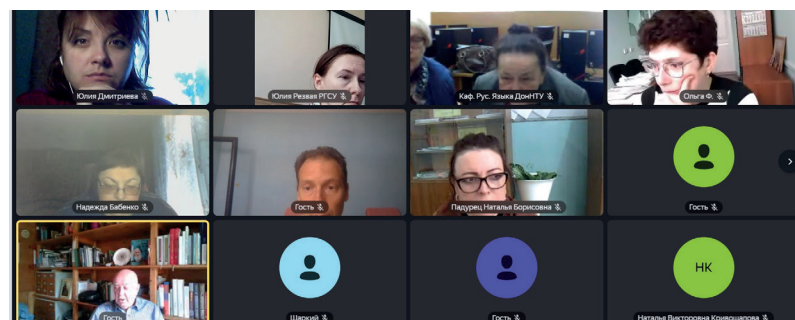 Юлия Дмитриева
Юлия Резвая РГСУ
Каф. Рус. Языка ДонНТУ
Ольга Ф.
Надежда Бабенко
Гость
Падурец Наталья Борисовна
Гость
Гость
Шаркий
Гость
НК
Наталья Викторовна Кривошапова